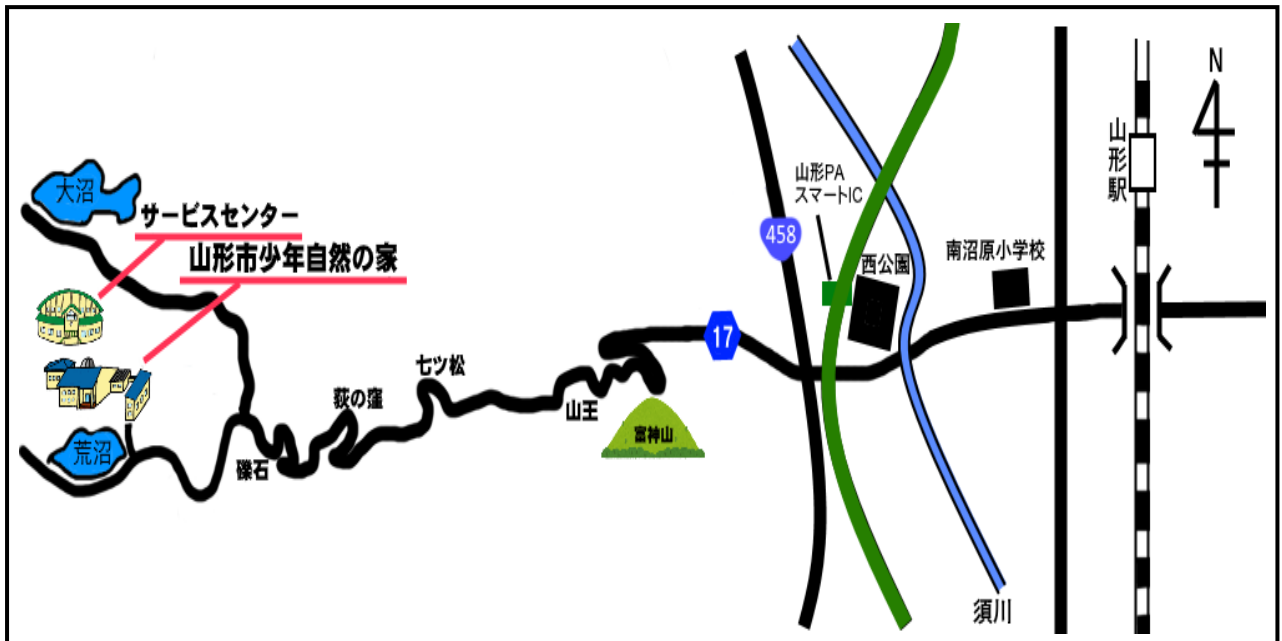 大沼
サービスセンター
山形市少年自然の家
荒沼
礫石
荻の窪
七ツ松
山王
富神山
17
458
山形PA
スマートIC
西公園
南沼原小学校
須川
山形駅
N